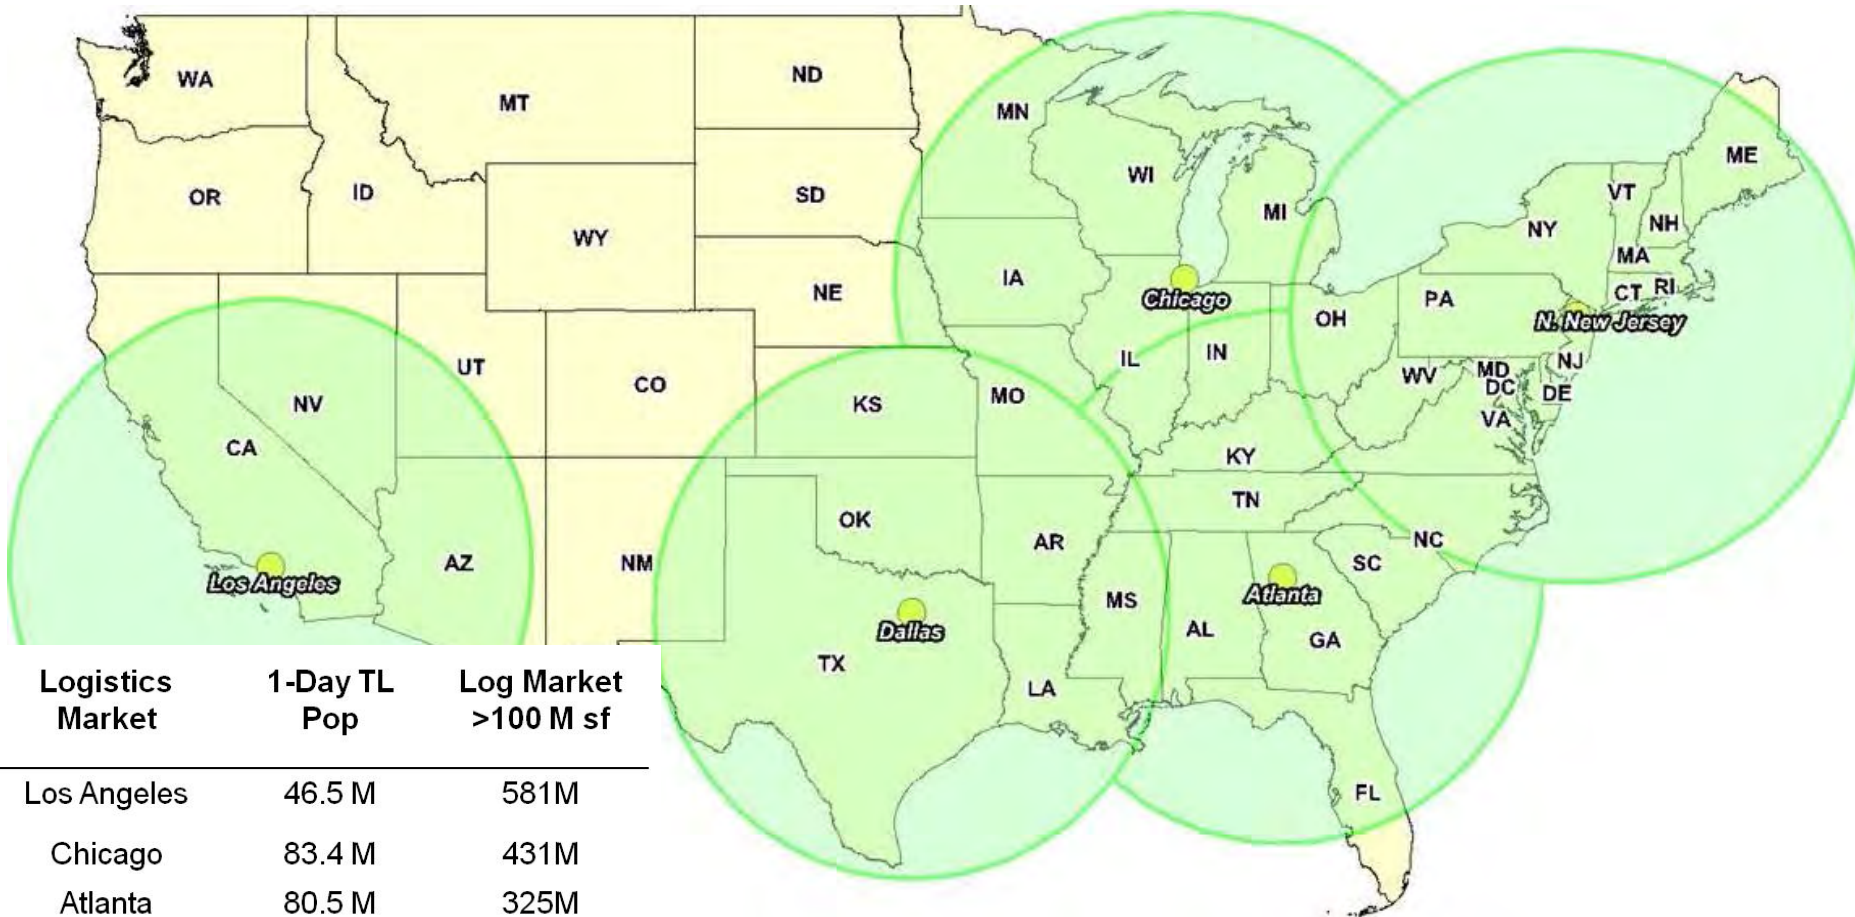 WA
MT
ND
MN
OR
ID
SD
WI
MI
ME
VT
NY
NH
WY
MA
NE
IA
Chicago
PA
CT RI
OH
N. New Jersey
UT
CO
IL
IN
NJ
WV
MD
DC
DE
NV
KS
MO
VA
CA
KY
TN
OK
NC
AR
SC
AZ
NM
Los Angeles
Atlanta
MS
Dallas
AL
GA
TX
LA
FL
Logistics Market
1-Day TL Pop
Log Market >100 M sf
Los Angeles 46.5 M 581M
Chicago 83.4 M 431M
Atlanta 80.5 M 325M